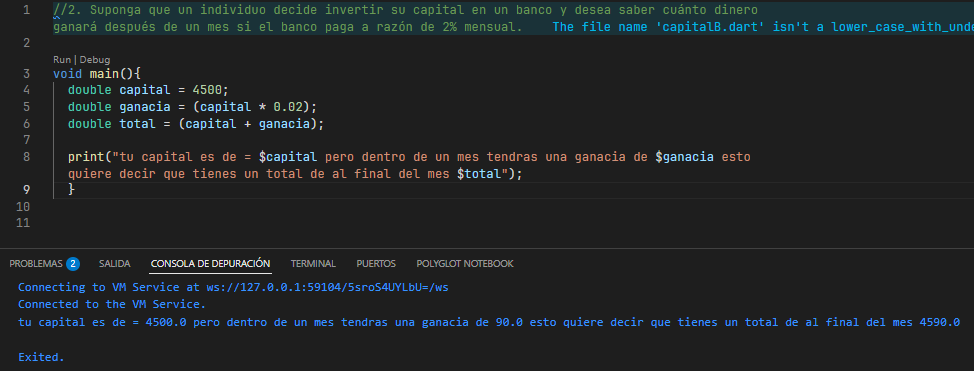 1 //2. Suponga que un individuo decide invertir su capital en un banco y desea saber cuánto dinero
ganará después de un mes si el banco paga a razón de 2% mensual. The file name 'capitalB.dart' isn't a lower_case_with_unde
2
Run | Debug
3 void main(){
4 double capital = 4500;
5 double ganacia = (capital * 0.02);
6 double total = (capital + ganacia);
7
8 print("tu capital es de = $capital pero dentro de un mes tendras una ganacia de $ganacia esto
quiere decir que tienes un total de al final del mes $total");
9 }
10
11
PROBLEMAS 2 SALIDA CONSOLA DE DEPURACIÓN TERMINAL PUERTOS POLYGLOT NOTEBOOK
Connecting to VM Service at ws://127.0.0.1:59104/5sroS4UYLbU=/ws
Connected to the VM Service.
tu capital es de = 4500.0 pero dentro de un mes tendras una ganacia de 90.0 esto quiere decir que tienes un total de al final del mes 4590.0
Exited.